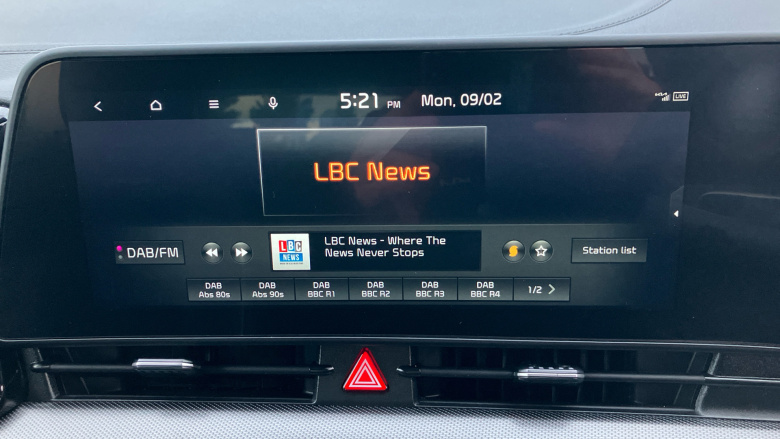 5:21 PM Mon, 09/02
LIVE
LBC News
DAB/FM
LBC
NEWS
LBC News - Where The
News Never Stops
Station list
DAB
Abs 80s
DAB
Abs 90s
DAB
BBC R1
DAB
BBC R2
DAB
BBC R3
DAB
BBC R4
1/2